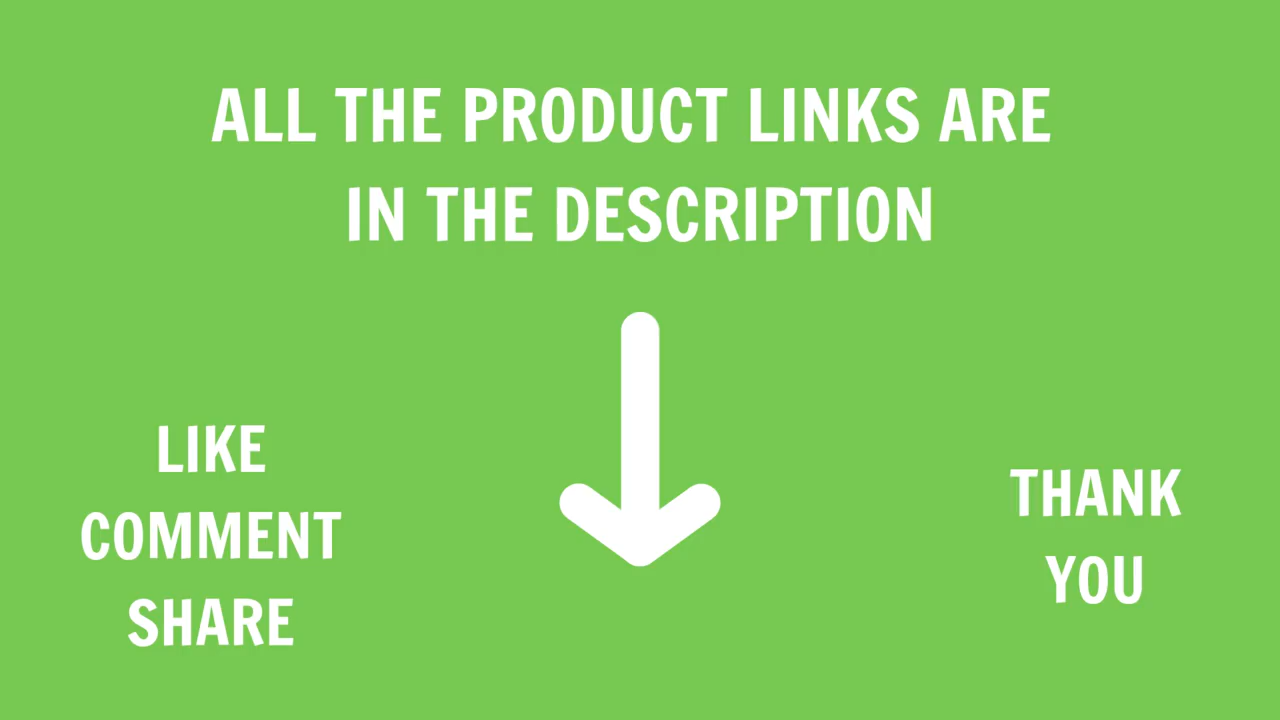 ALL THE PRODUCT LINKS ARE
IN THE DESCRIPTION
LIKE
COMMENT
SHARE
THANK
YOU